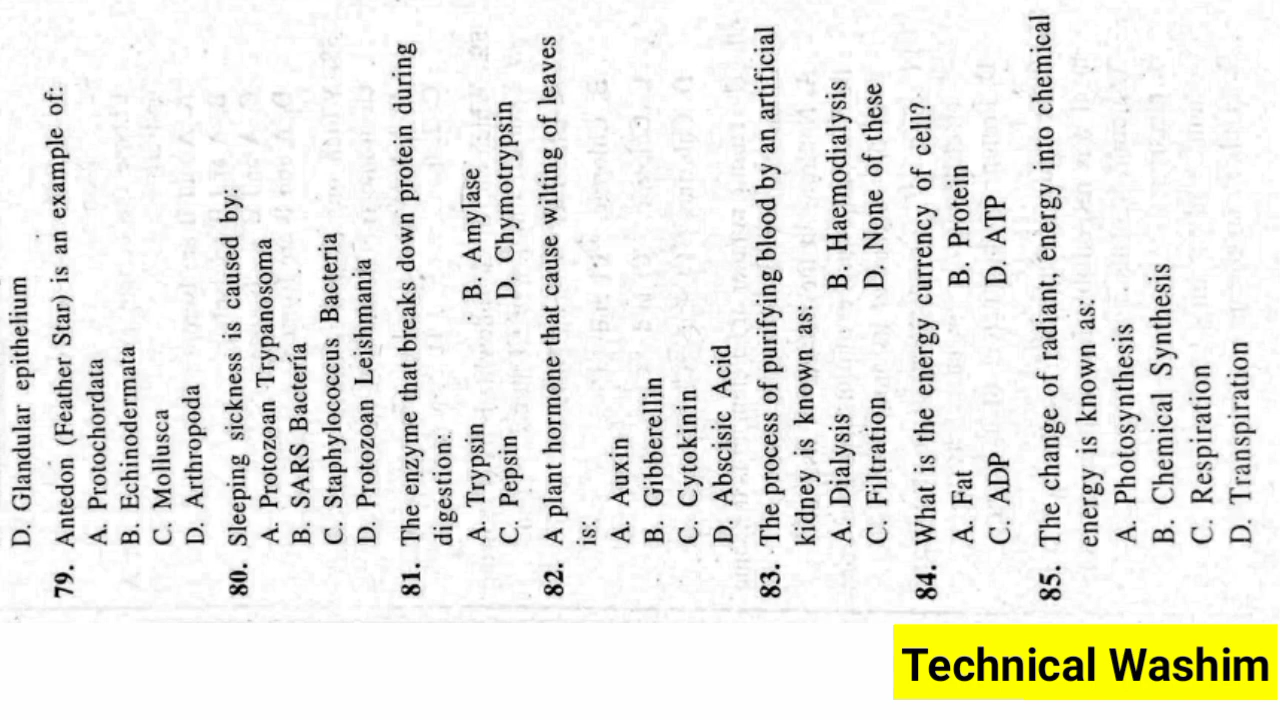 D. Glandular epithelium
79. Antedon (Feather Star) is an example of:
A. Protochordata
B. Echinodermata
C. Mollusca
D. Arthropoda
80. Sleeping sickness is caused by:
A. Protozoan Trypanosoma
B. SARS Bacteria
C. Staphylococcus Bacteria
D. Protozoan Leishmania
81. The enzyme that breaks down protein during
digestion:
A. Trypsin B. Amylase
C. Pepsin D. Chymotrypsin
82. A plant hormone that cause wilting of leaves
is:
A. Auxin
B. Gibberellin
C. Cytokinin
D. Abscisic Acid
83. The process of purifying blood by an artificial
kidney is known as:
A. Dialysis B. Haemodialysis
C. Filtration D. None of these
84. What is the energy currency of cell?
A. Fat B. Protein
C. ADP D. ATP
85. The change of radiant, energy into chemical
energy is known as:
A. Photosynthesis
B. Chemical Synthesis
C. Respiration
D. Transpiration
Technical Washim